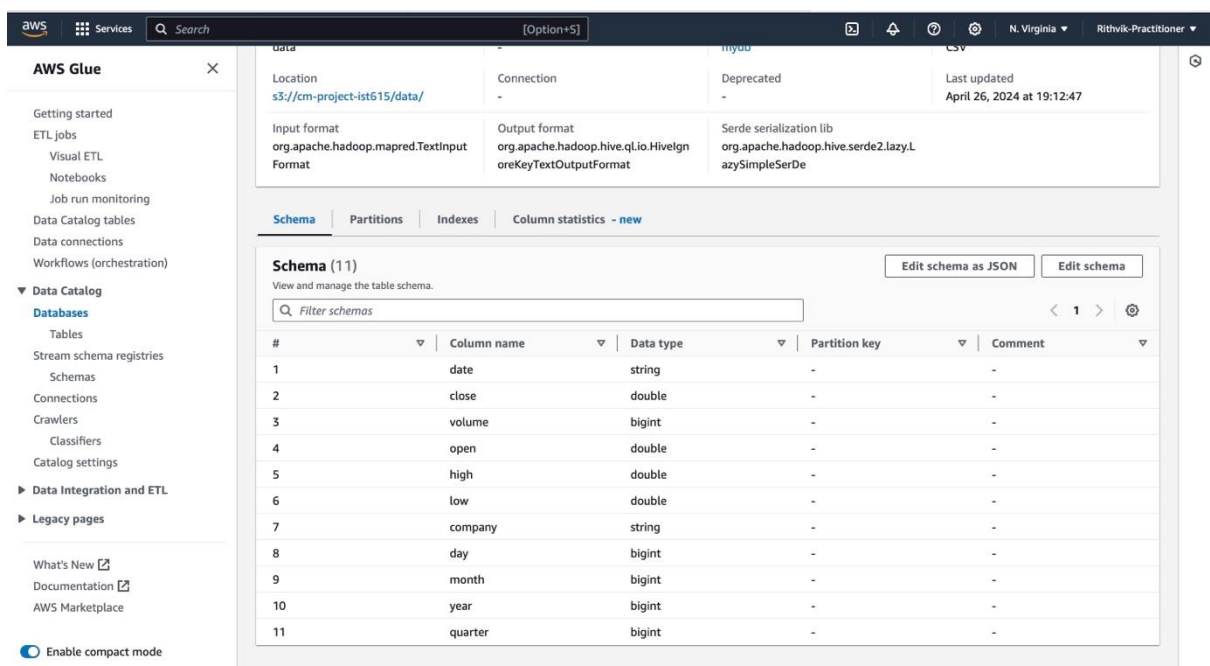 aws Services Search [Option+S] N. Virginia Rithvik-Practitioner
AWS Glue
Getting started
ETL jobs
Visual ETL
Notebooks
Job run monitoring
Data Catalog tables
Data connections
Workflows (orchestration)
Data Catalog
Databases
Tables
Stream schema registries
Schemas
Connections
Crawlers
Classifiers
Catalog settings
Data Integration and ETL
Legacy pages
What's New
Documentation
AWS Marketplace
Enable compact mode
data - mydb CSV
Location Connection Deprecated Last updated
s3://cm-project-ist615/data/ - - April 26, 2024 at 19:12:47
Input format Output format Serde serialization lib
org.apache.hadoop.mapred.TextInput org.apache.hadoop.hive.ql.io.HiveIgn org.apache.hadoop.hive.serde2.lazy.L
Format oreKeyTextOutputFormat azySimpleSerDe
Schema Partitions Indexes Column statistics - new
Schema (11) Edit schema as JSON Edit schema
View and manage the table schema.
Filter schemas 1
# Column name Data type Partition key Comment
1 date string - -
2 close double - -
3 volume bigint - -
4 open double - -
5 high double - -
6 low double - -
7 company string - -
8 day bigint - -
9 month bigint - -
10 year bigint - -
11 quarter bigint - -